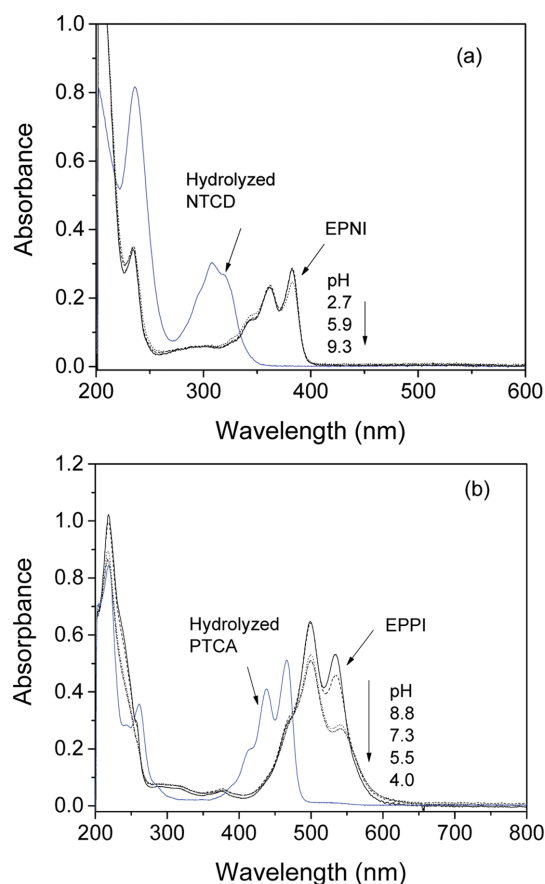 (a)
1.0
0.8
0.6
0.4
0.2
0.0
Absorbance
Hydrolyzed
NTCD
EPNI
pH
2.7
5.9
9.3
200 300 400 500 600
Wavelength (nm)
(b)
1.2
1.0
0.8
0.6
0.4
0.2
0.0
Absorpbance
Hydrolyzed
PTCA
EPPI
pH
8.8
7.3
5.5
4.0
200 300 400 500 600 700 800
Wavelength (nm)